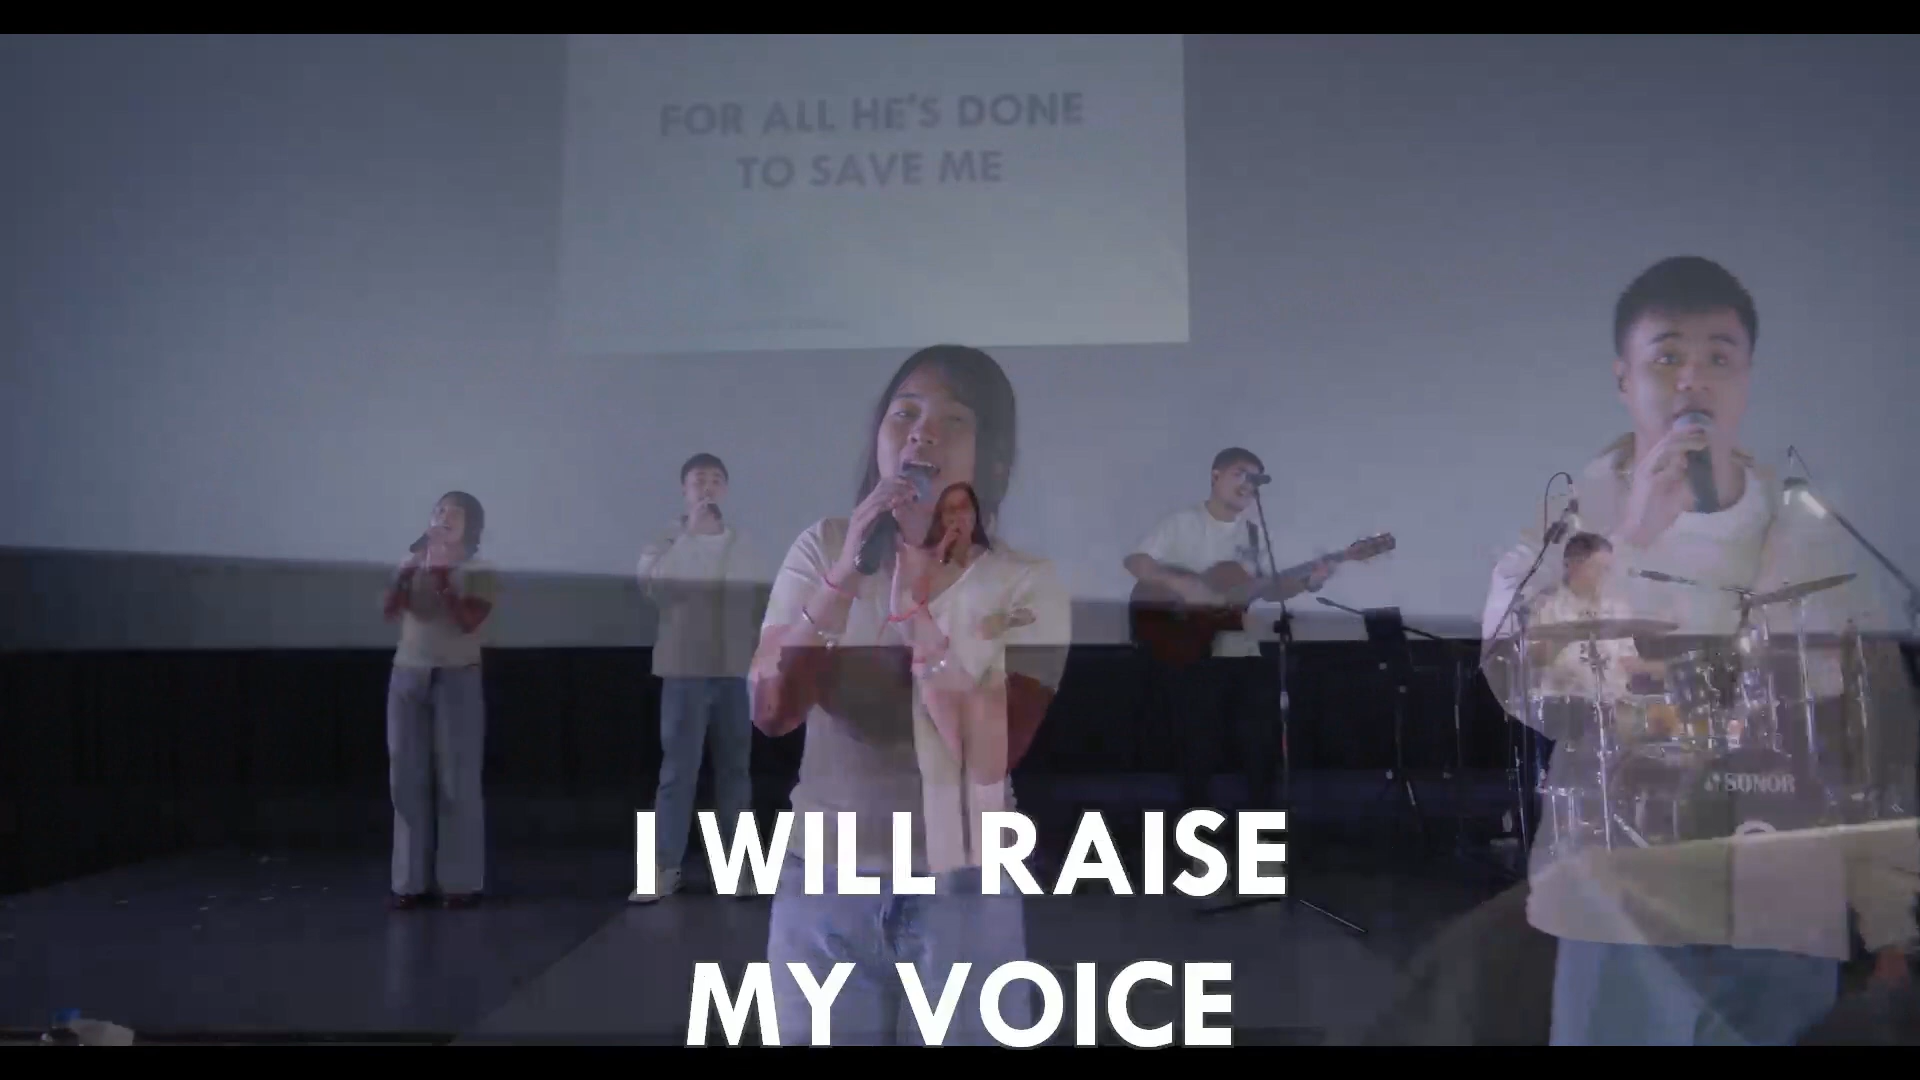 FOR ALL HE'S DONE
TO SAVE ME
SONOR
I WILL RAISE
MY VOICE